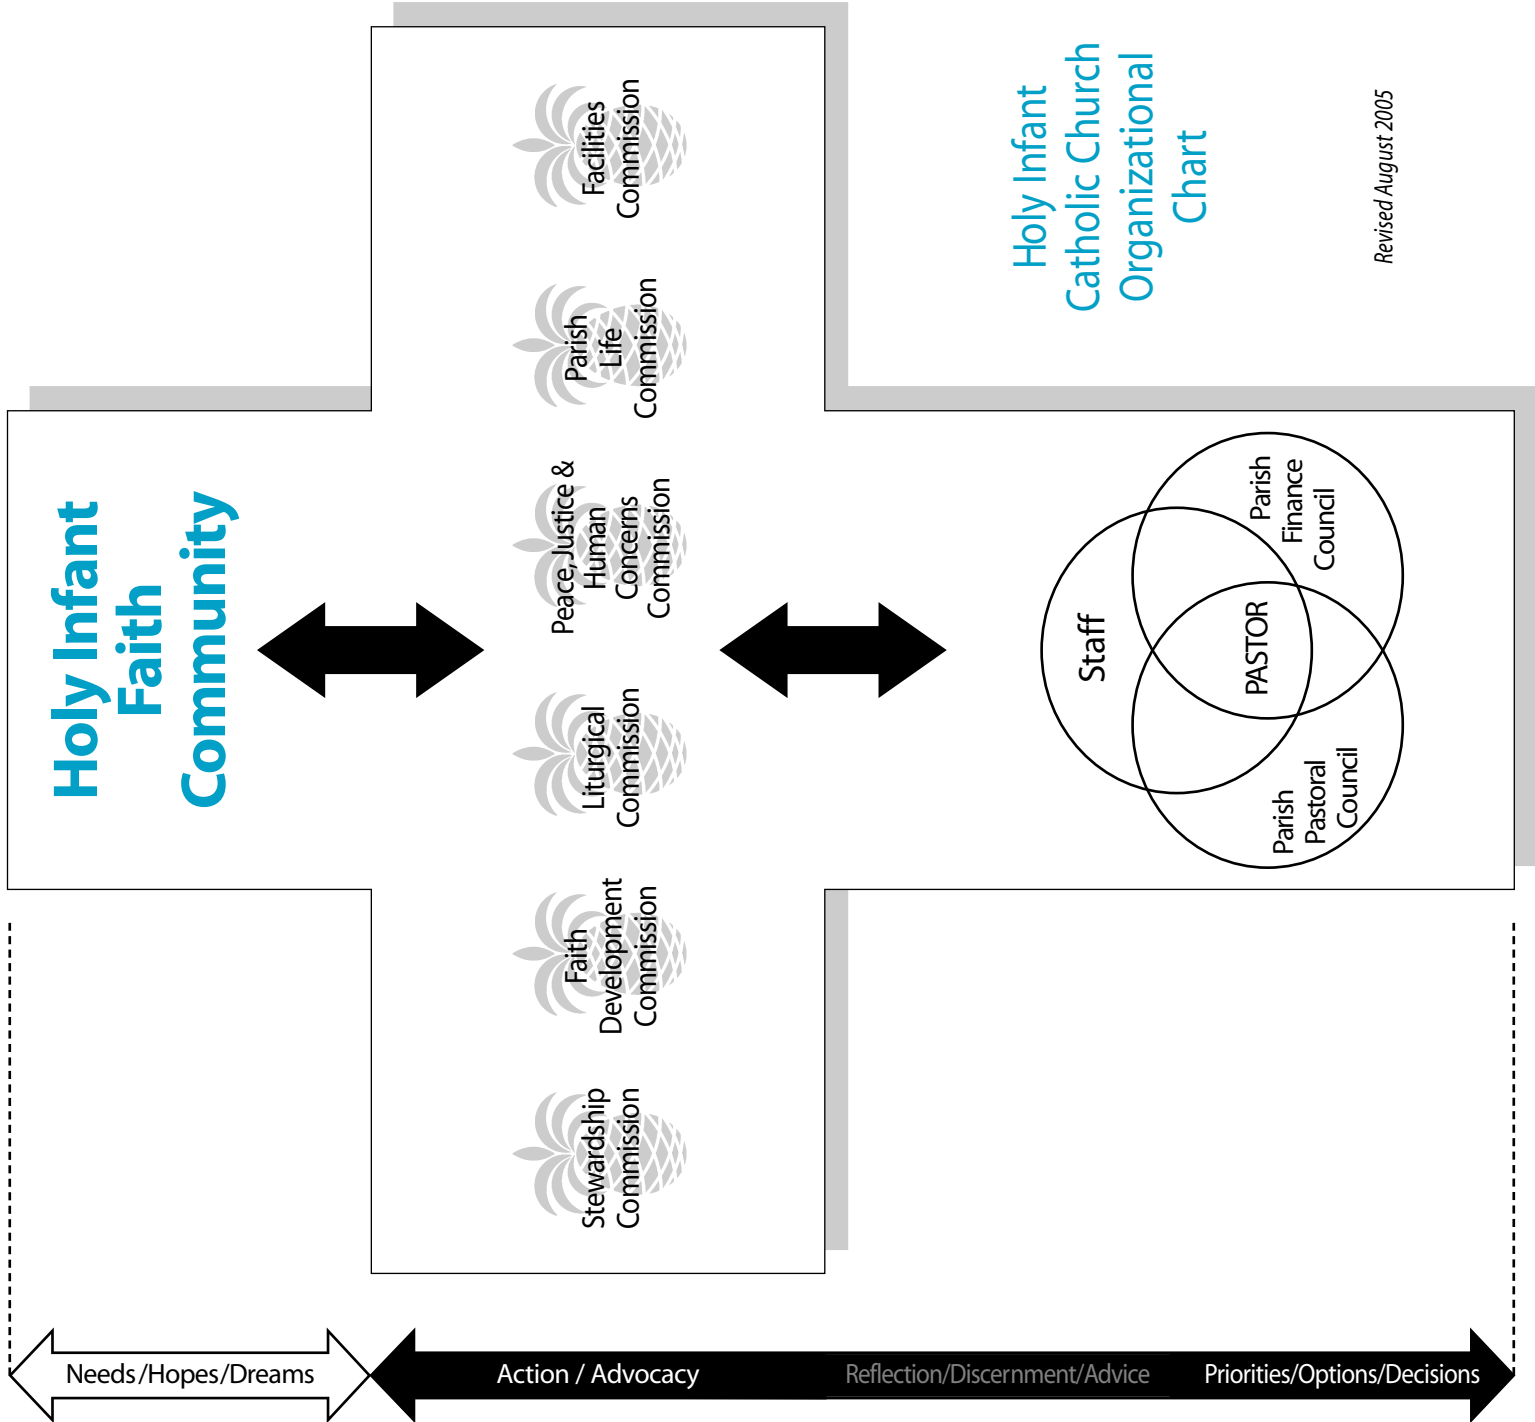 Holy Infant
Faith
Community
Stewardship
Commission
Faith
Development
Commission
Liturgical
Commission
Peace, Justice &
Human
Concerns
Commission
Parish
Life
Commission
Facilities
Commission
Staff
PASTOR
Parish
Pastoral
Council
Parish
Finance
Council
Holy Infant
Catholic Church
Organizational
Chart
Revised August 2005
Needs/Hopes/Dreams
Action / Advocacy
Reflection/Discernment/Advice
Priorities/Options/Decisions